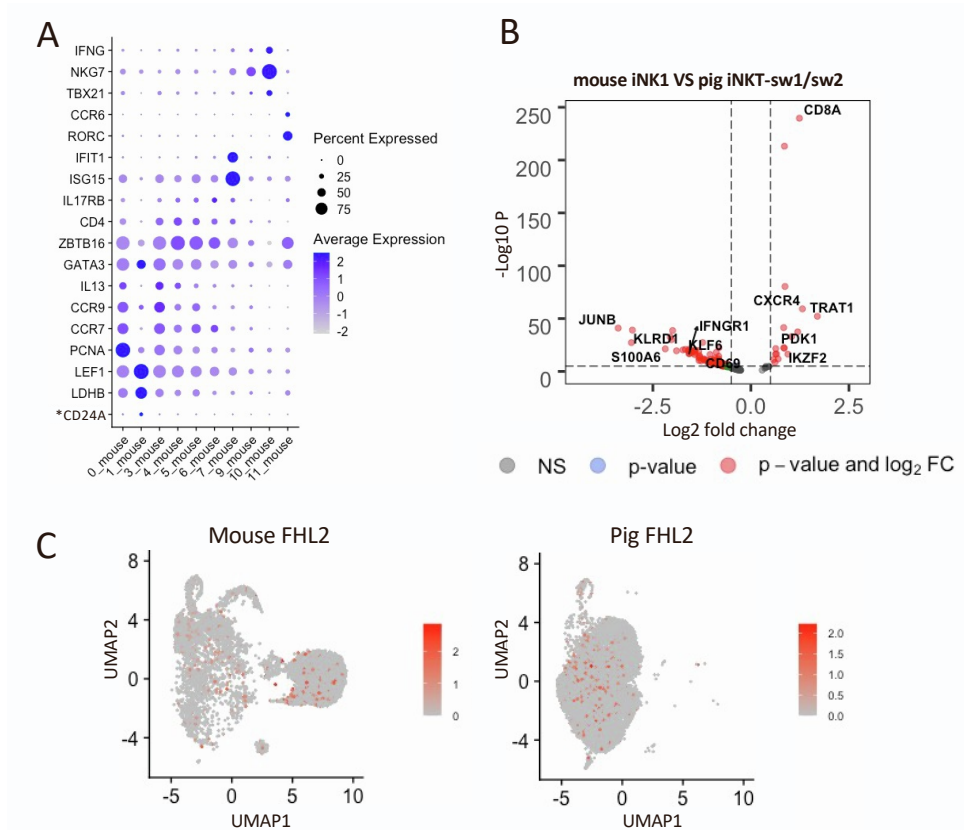 A
IFNG
NKG7
TBX21
CCR6
RORC
IFIT1
ISG15
IL17RB
CD4
ZBTB16
GATA3
IL13
CCR9
CCR7
PCNA
LEF1
LDHB
*CD24A
0_mouse
1_mouse
3_mouse
4_mouse
5_mouse
6_mouse
7_mouse
9_mouse
10_mouse
11_mouse
Percent Expressed
0
25
50
75
Average Expression
2
1
0
-1
-2
B
mouse iNK1 VS pig iNKT-sw1/sw2
-Log10 P
250
200
150
100
50
0
CD8A
CXCR4
TRAT1
JUNB
IFNGR1
KLRD1
KLF6
PDK1
S100A6
CD69
IKZF2
-2.5 0.0 2.5
Log2 fold change
NS p-value p – value and log2 FC
C
Mouse FHL2
UMAP2
8
4
0
-4
-5 0 5 10
UMAP1
2
1
0
Pig FHL2
UMAP2
8
4
0
-4
-5 0 5 10
UMAP1
2.0
1.5
1.0
0.5
0.0